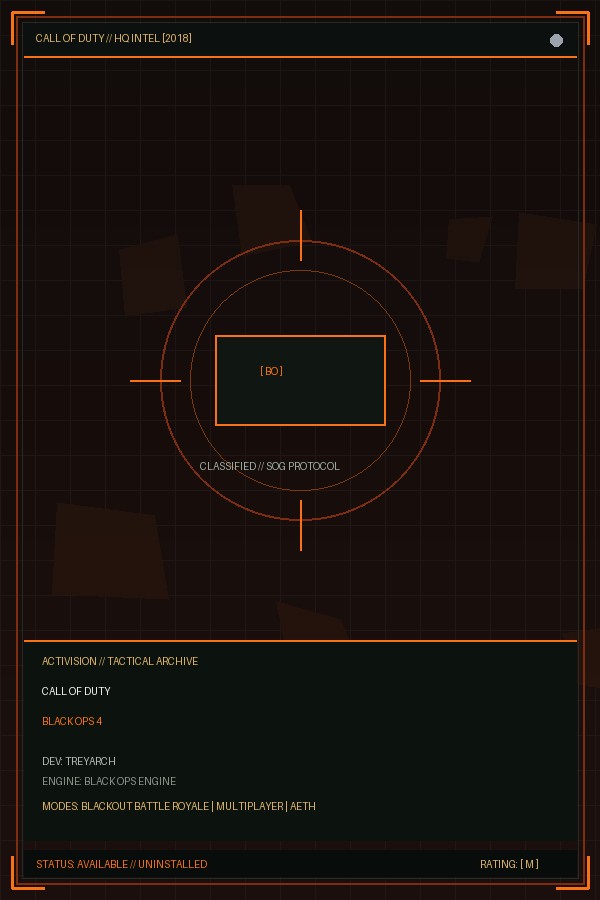 CALL OF DUTY // HQ INTEL [2018]
[ BO ]
CLASSIFIED // SOG PROTOCOL
ACTIVISION // TACTICAL ARCHIVE
CALL OF DUTY
BLACK OPS 4
DEV: TREYARCH
ENGINE: BLACK OPS ENGINE
MODES: BLACKOUT BATTLE ROYALE | MULTIPLAYER | AETH
STATUS: AVAILABLE // UNINSTALLED
RATING: [ M ]